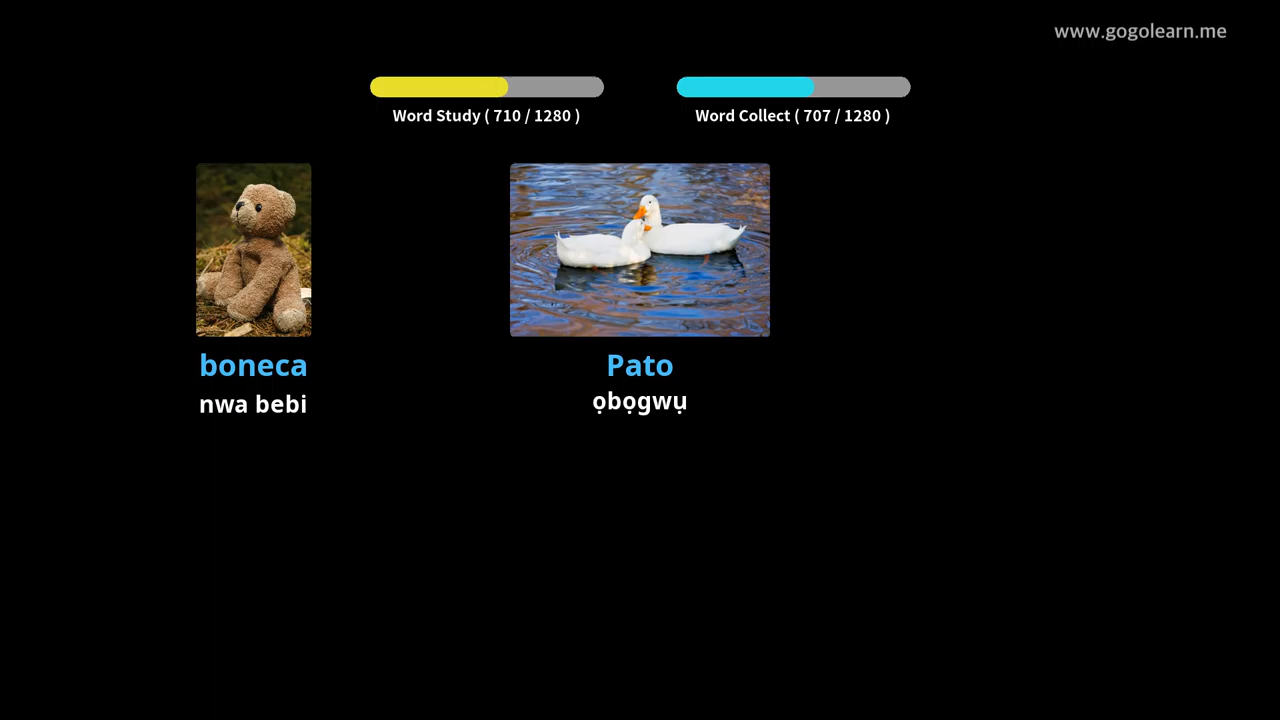 www.gogolearn.me
Word Study ( 710 / 1280 )
Word Collect ( 707 / 1280 )
boneca
nwa bebi
Pato
ọbọgwụ